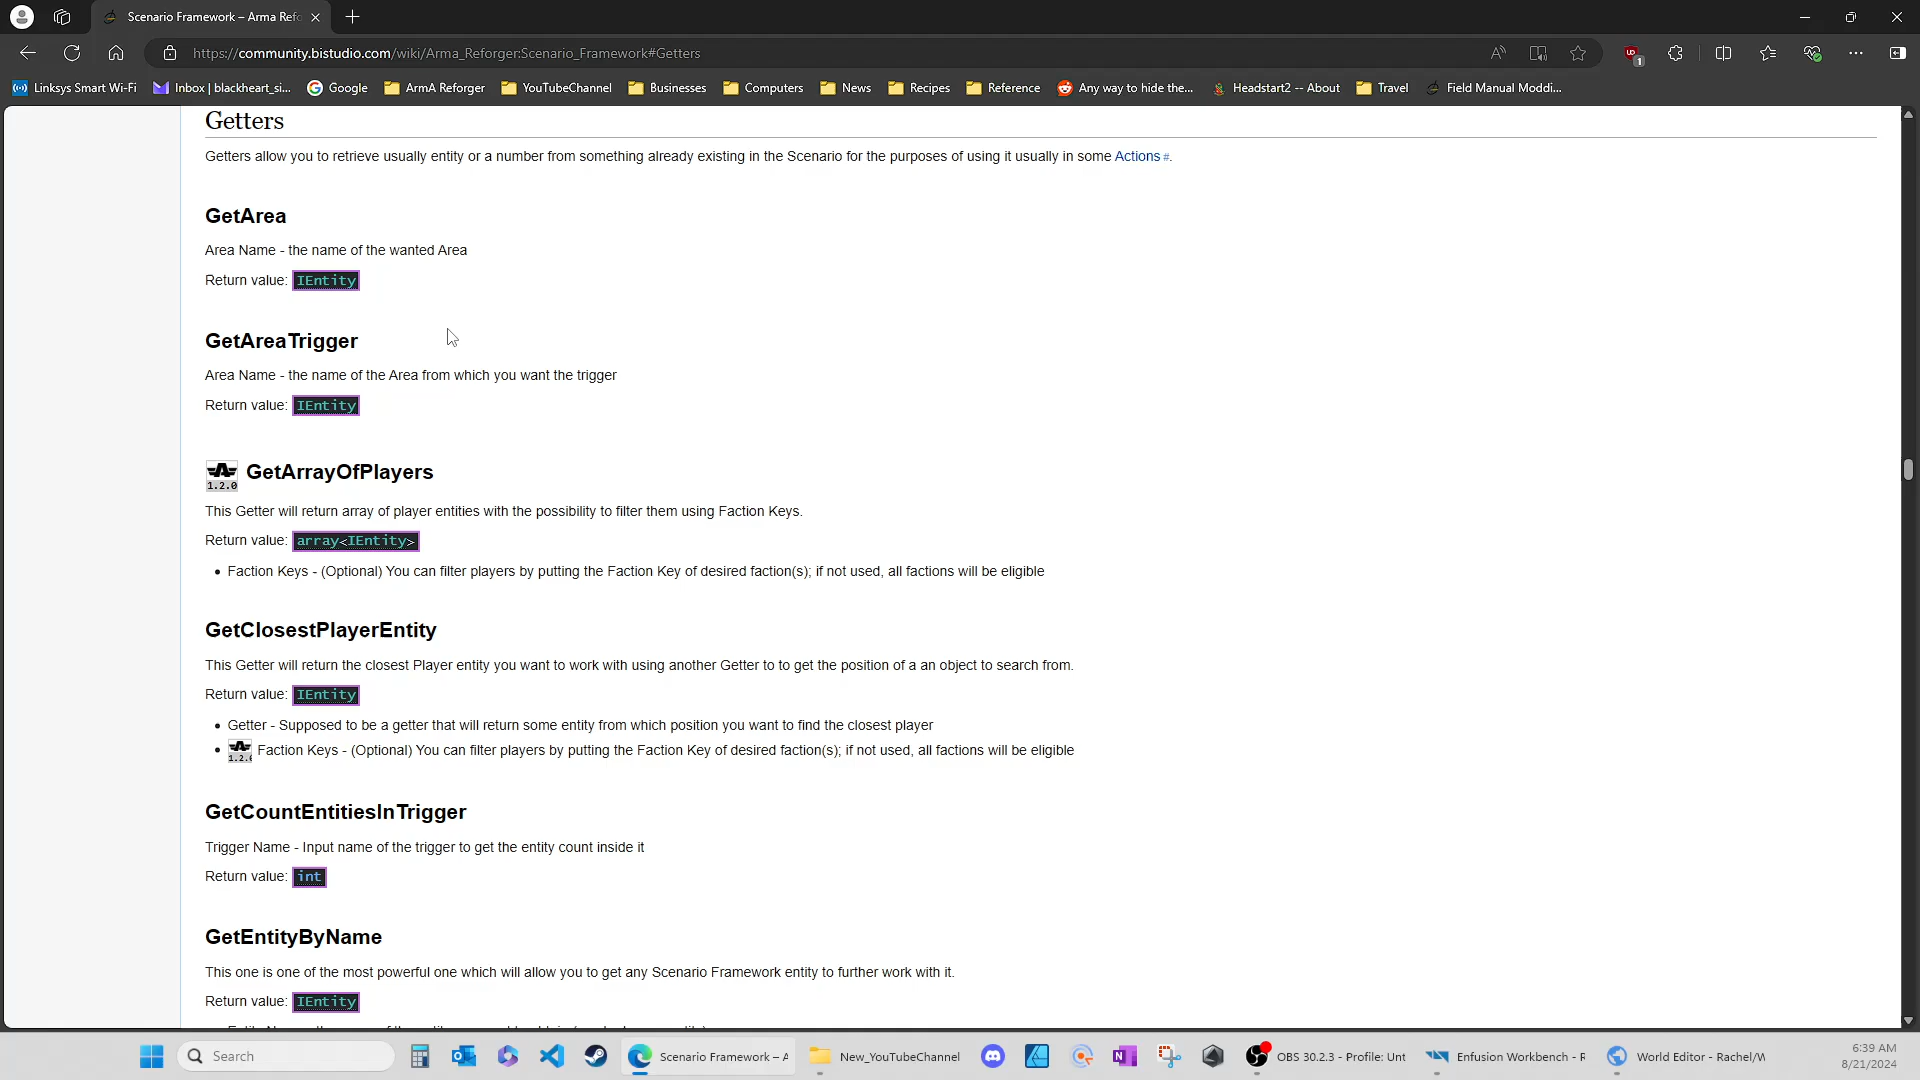 Scenario Framework – Arma Refo
https://community.bistudio.com/wiki/Arma_Reforger:Scenario_Framework#Getters
1
Linksys Smart Wi-Fi
Inbox | blackheart_si...
Google
ArmA Reforger
YouTubeChannel
Businesses
Computers
News
Recipes
Reference
Any way to hide the...
Headstart2 -- About
Travel
Field Manual Moddi...
Getters
Getters allow you to retrieve usually entity or a number from something already existing in the Scenario for the purposes of using it usually in some Actions #.
GetArea
Area Name - the name of the wanted Area
Return value: IEntity
GetAreaTrigger
Area Name - the name of the Area from which you want the trigger
Return value: IEntity
1.2.0 GetArrayOfPlayers
This Getter will return array of player entities with the possibility to filter them using Faction Keys.
Return value: array<IEntity>
• Faction Keys - (Optional) You can filter players by putting the Faction Key of desired faction(s); if not used, all factions will be eligible
GetClosestPlayerEntity
This Getter will return the closest Player entity you want to work with using another Getter to to get the position of a an object to search from.
Return value: IEntity
• Getter - Supposed to be a getter that will return some entity from which position you want to find the closest player
• Faction Keys - (Optional) You can filter players by putting the Faction Key of desired faction(s); if not used, all factions will be eligible
GetCountEntitiesInTrigger
Trigger Name - Input name of the trigger to get the entity count inside it
Return value: int
GetEntityByName
This one is one of the most powerful one which will allow you to get any Scenario Framework entity to further work with it.
Return value: IEntity
Search
Scenario Framework – A
New_YouTubeChannel
OBS 30.2.3 - Profile: Unt
Enfusion Workbench - R
World Editor - Rachel/W
6:39 AM
8/21/2024